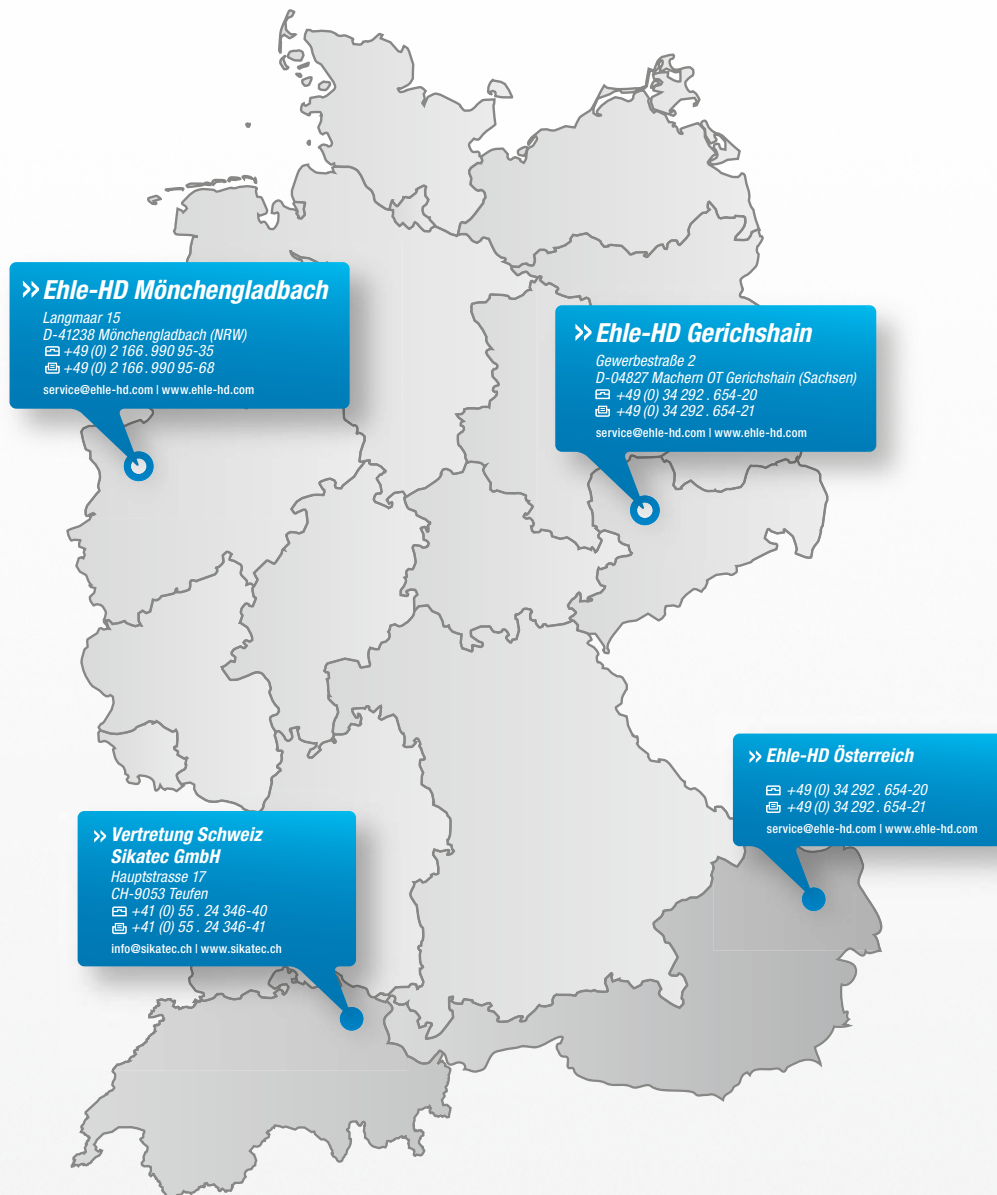 » Ehle-HD Mönchengladbach
Langmaar 15
D-41238 Mönchengladbach (NRW)
+49 (0) 2 166 . 990 95-35
+49 (0) 2 166 . 990 95-68
service@ehle-hd.com | www.ehle-hd.com
» Ehle-HD Gerichshain
Gewerbestraße 2
D-04827 Machern OT Gerichshain (Sachsen)
+49 (0) 34 292 . 654-20
+49 (0) 34 292 . 654-21
service@ehle-hd.com | www.ehle-hd.com
» Ehle-HD Österreich
+49 (0) 34 292 . 654-20
+49 (0) 34 292 . 654-21
service@ehle-hd.com | www.ehle-hd.com
» Vertretung Schweiz
Sikatec GmbH
Hauptstrasse 17
CH-9053 Teufen
+41 (0) 55 . 24 346-40
+41 (0) 55 . 24 346-41
info@sikatec.ch | www.sikatec.ch